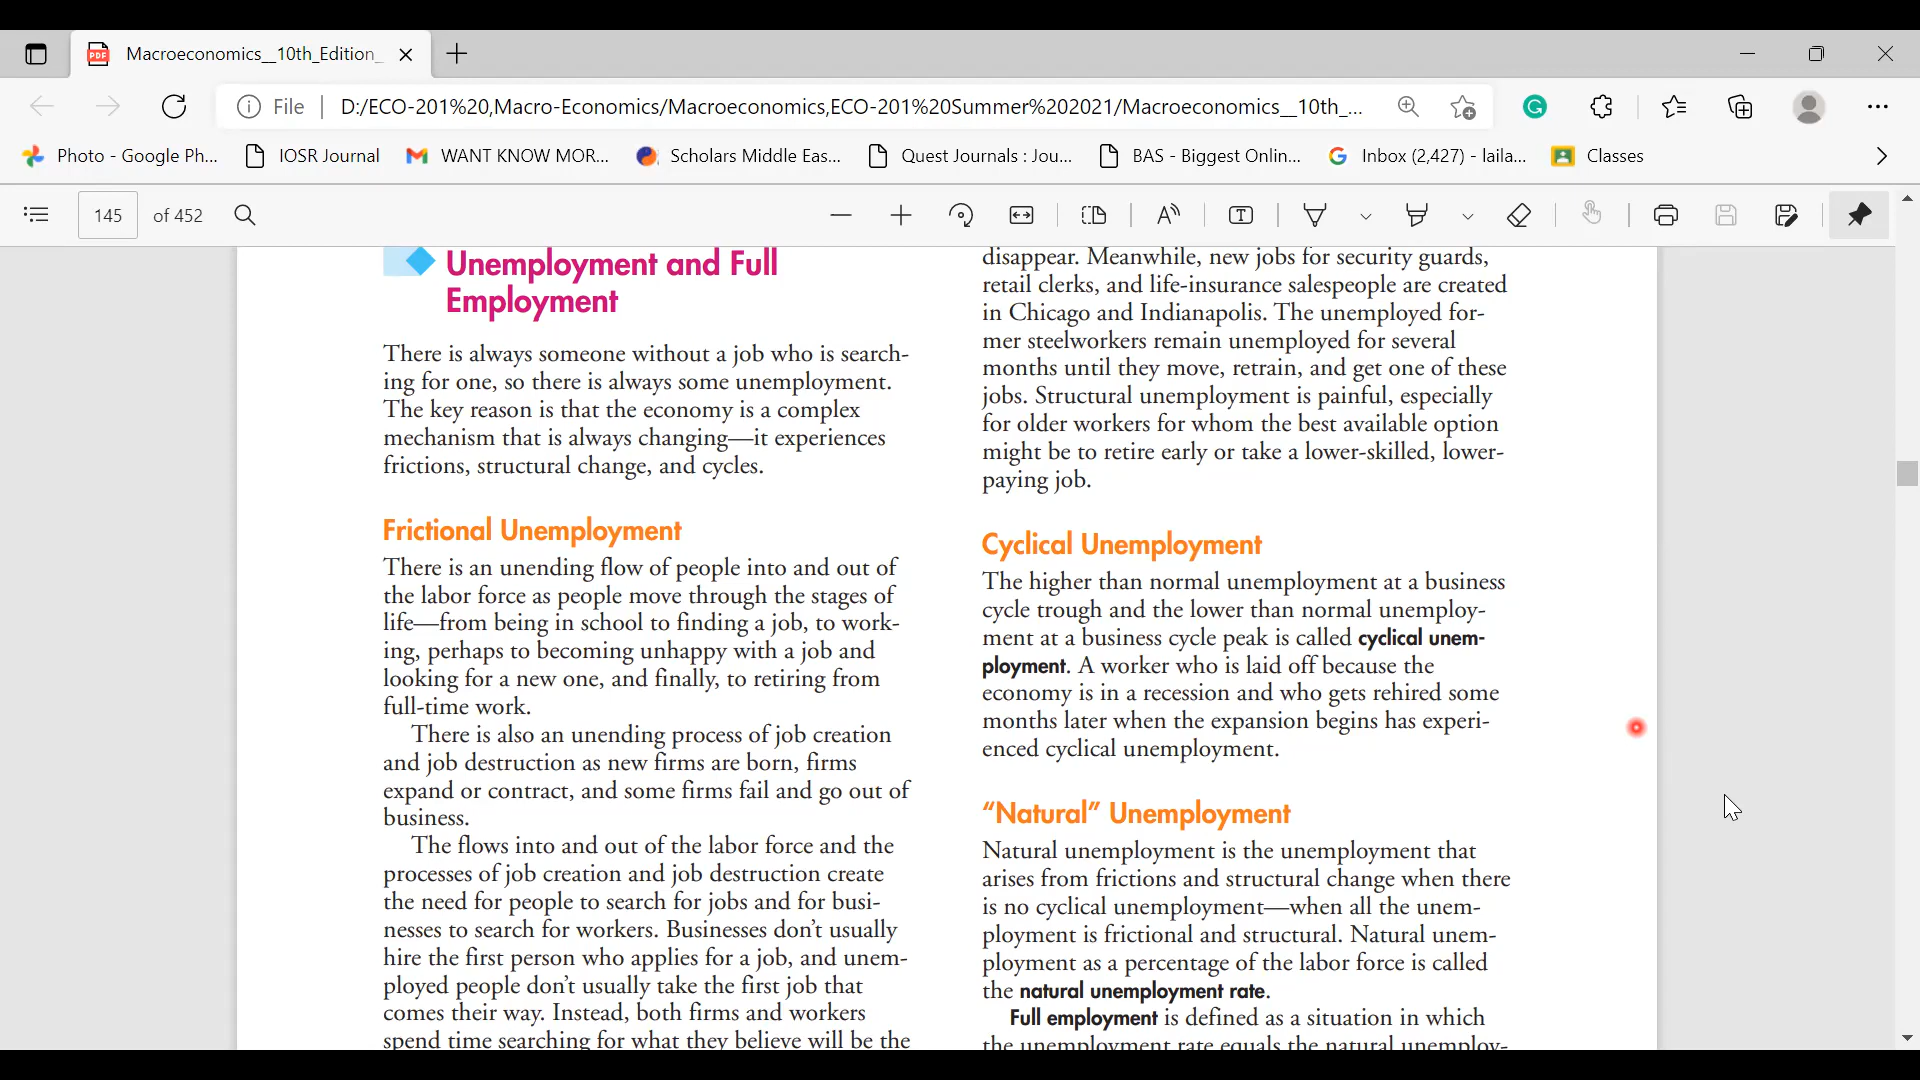 Macroeconomics__10th_Edition_
File
D:/ECO-201%20,Macro-Economics/Macroeconomics,ECO-201%20Summer%202021/Macroeconomics__10th_...
Photo - Google Ph...
IOSR Journal
WANT KNOW MOR...
Scholars Middle Eas...
Quest Journals : Jou...
BAS - Biggest Onlin...
Inbox (2,427) - laila...
Classes
145 of 452
Unemployment and Full
Employment
There is always someone without a job who is search-
ing for one, so there is always some unemployment.
The key reason is that the economy is a complex
mechanism that is always changing—it experiences
frictions, structural change, and cycles.
Frictional Unemployment
There is an unending flow of people into and out of
the labor force as people move through the stages of
life—from being in school to finding a job, to work-
ing, perhaps to becoming unhappy with a job and
looking for a new one, and finally, to retiring from
full-time work.
There is also an unending process of job creation
and job destruction as new firms are born, firms
expand or contract, and some firms fail and go out of
business.
The flows into and out of the labor force and the
processes of job creation and job destruction create
the need for people to search for jobs and for busi-
nesses to search for workers. Businesses don't usually
hire the first person who applies for a job, and unem-
ployed people don't usually take the first job that
comes their way. Instead, both firms and workers
spend time searching for what they believe will be the
disappear. Meanwhile, new jobs for security guards,
retail clerks, and life-insurance salespeople are created
in Chicago and Indianapolis. The unemployed for-
mer steelworkers remain unemployed for several
months until they move, retrain, and get one of these
jobs. Structural unemployment is painful, especially
for older workers for whom the best available option
might be to retire early or take a lower-skilled, lower-
paying job.
Cyclical Unemployment
The higher than normal unemployment at a business
cycle trough and the lower than normal unemploy-
ment at a business cycle peak is called cyclical unem-
ployment. A worker who is laid off because the
economy is in a recession and who gets rehired some
months later when the expansion begins has experi-
enced cyclical unemployment.
“Natural” Unemployment
Natural unemployment is the unemployment that
arises from frictions and structural change when there
is no cyclical unemployment—when all the unem-
ployment is frictional and structural. Natural unem-
ployment as a percentage of the labor force is called
the natural unemployment rate.
Full employment is defined as a situation in which
the unemployment rate equals the natural unemploy-